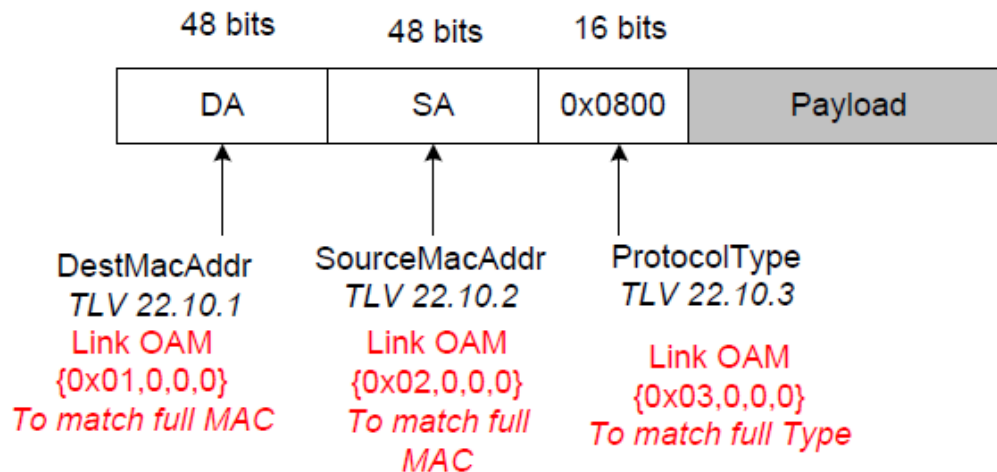 48 bits
48 bits
16 bits
DA
SA
0x0800
Payload
DestMacAddr
TLV 22.10.1
Link OAM
{0x01,0,0,0}
To match full MAC
SourceMacAddr
TLV 22.10.2
Link OAM
{0x02,0,0,0}
To match full
MAC
ProtocolType
TLV 22.10.3
Link OAM
{0x03,0,0,0}
To match full Type